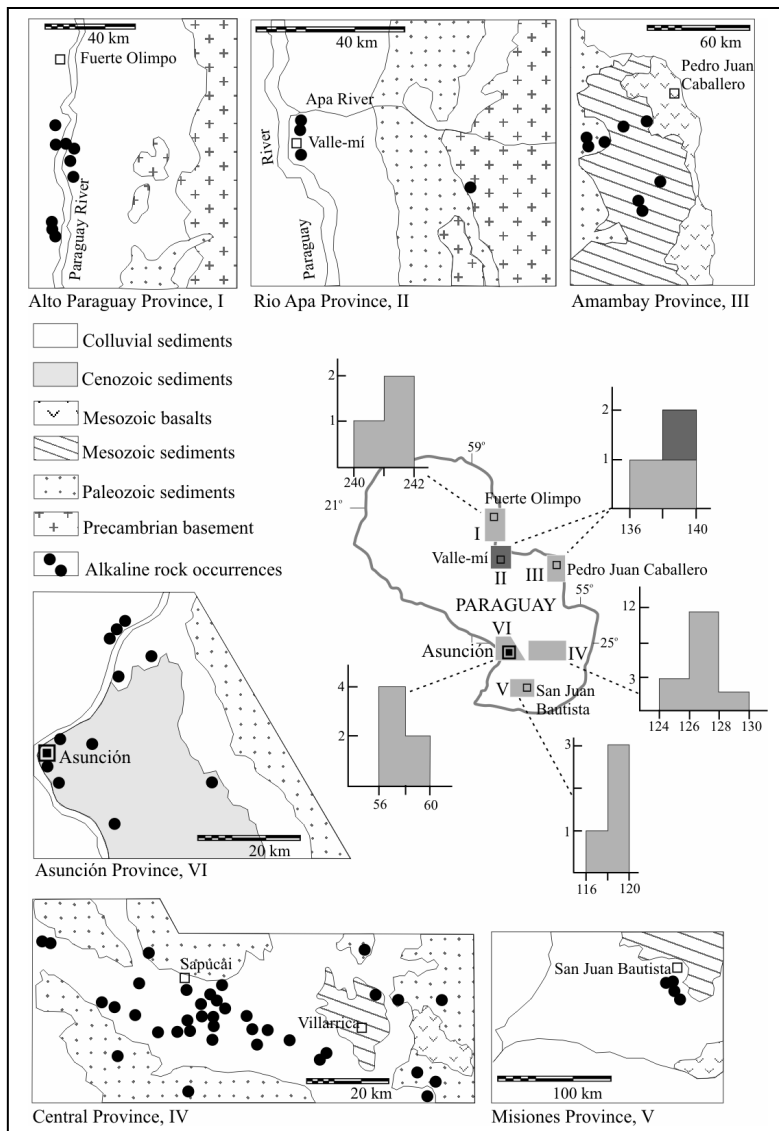 40 km
Fuerte Olimpo
Paraguay River
Alto Paraguay Province, I
40 km
Apa River
River
Valle-mí
Paraguay
Rio Apa Province, II
60 km
Pedro Juan
Caballero
Amambay Province, III
Colluvial sediments
Cenozoic sediments
Mesozoic basalts
Mesozoic sediments
Paleozoic sediments
Precambrian basement
Alkaline rock occurrences
2
1
240
242
2
1
136
140
59°
21°
Fuerte Olimpo
I
Valle-mí
II
III
Pedro Juan Caballero
55°
PARAGUAY
VI
25°
Asunción
IV
V
San Juan
Bautista
12
3
124
126
128
130
4
2
56
60
3
1
116
120
Asunción
20 km
Asunción Province, VI
Sapucai
Villarrica
20 km
Central Province, IV
San Juan Bautista
100 km
Misiones Province, V